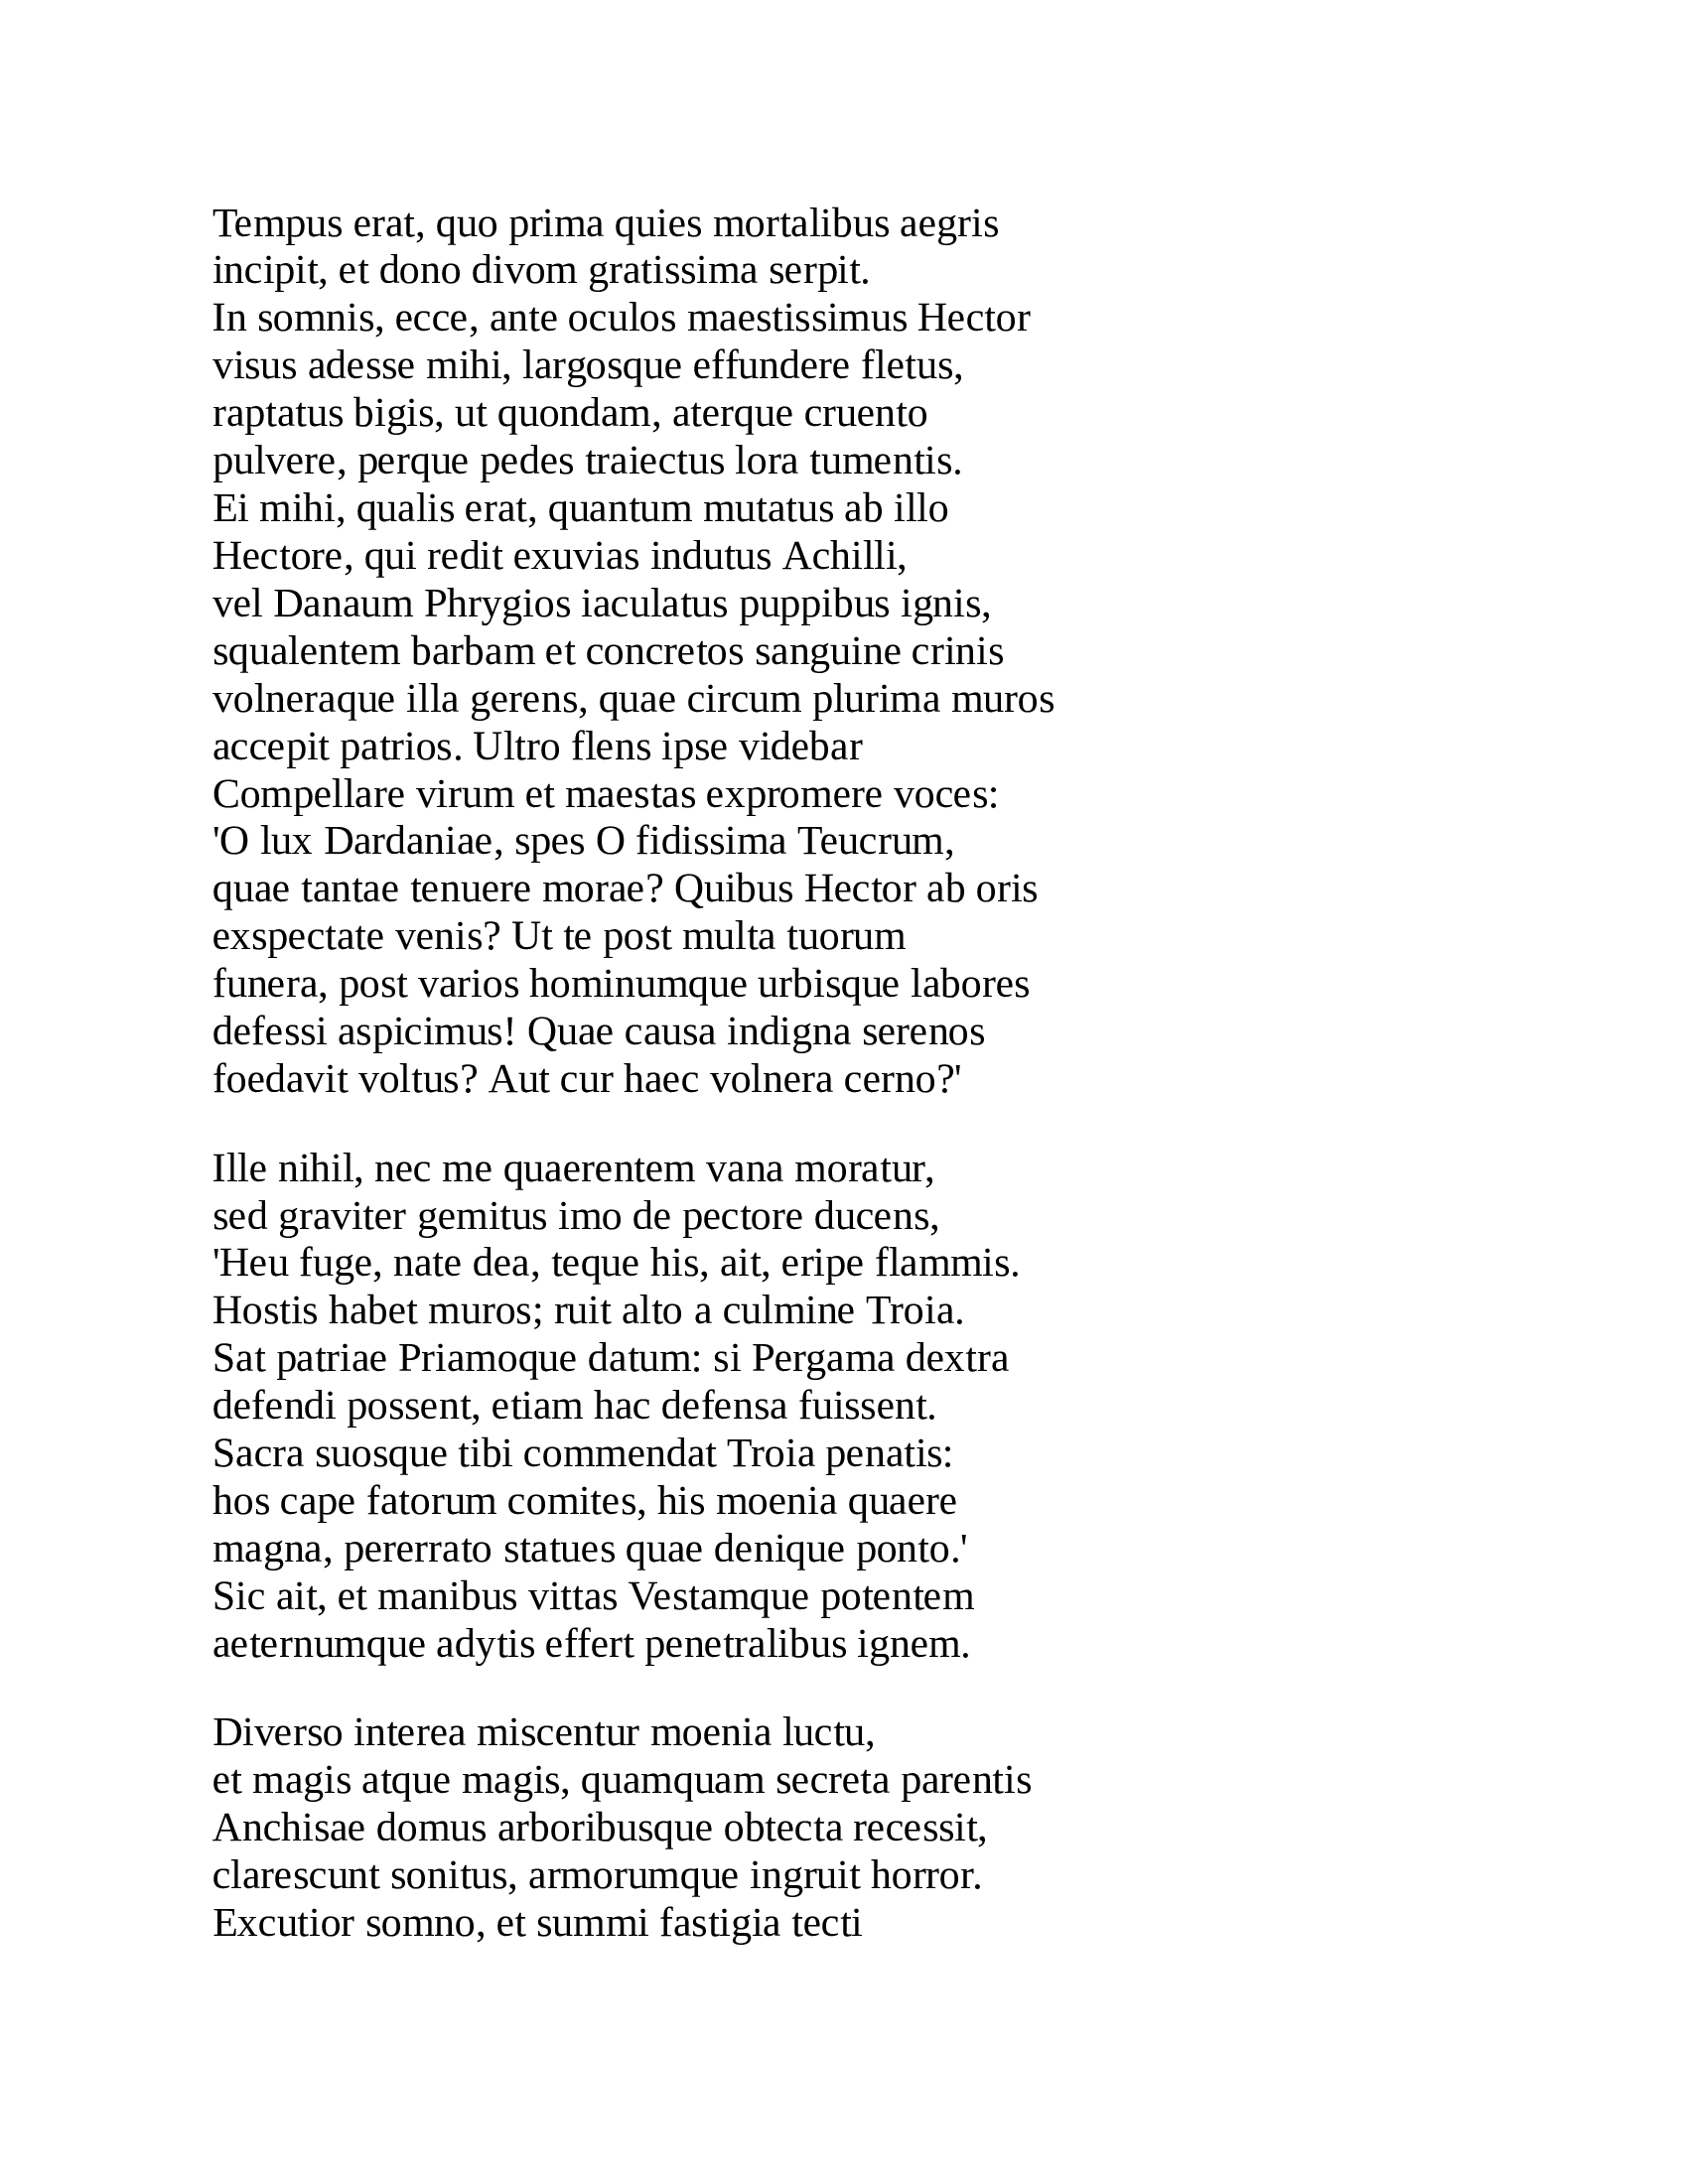 Tempus erat, quo prima quies mortalibus aegris
incipit, et dono divom gratissima serpit.
In somnis, ecce, ante oculos maestissimus Hector
visus adesse mihi, largosque effundere fletus,
raptatus bigis, ut quondam, aterque cruento
pulvere, perque pedes traiectus lora tumentis.
Ei mihi, qualis erat, quantum mutatus ab illo
Hectore, qui redit exuvias indutus Achilli,
vel Danaum Phrygios iaculatus puppibus ignis,
squalentem barbam et concretos sanguine crinis
volneraque illa gerens, quae circum plurima muros
accepit patrios. Ultro flens ipse videbar
Compellare virum et maestas expromere voces:
'O lux Dardaniae, spes O fidissima Teucrum,
quae tantae tenuere morae? Quibus Hector ab oris
exspectate venis? Ut te post multa tuorum
funera, post varios hominumque urbisque labores
defessi aspicimus! Quae causa indigna serenos
foedavit voltus? Aut cur haec volnera cerno?'

Ille nihil, nec me quaerentem vana moratur,
sed graviter gemitus imo de pectore ducens,
'Heu fuge, nate dea, teque his, ait, eripe flammis.
Hostis habet muros; ruit alto a culmine Troia.
Sat patriae Priamoque datum: si Pergama dextra
defendi possent, etiam hac defensa fuissent.
Sacra suosque tibi commendat Troia penatis:
hos cape fatorum comites, his moenia quaere
magna, pererrato statues quae denique ponto.'
Sic ait, et manibus vittas Vestamque potentem
aeternumque adytis effert penetralibus ignem.

Diverso interea miscentur moenia luctu,
et magis atque magis, quamquam secreta parentis
Anchisae domus arboribusque obtecta recessit,
clarescunt sonitus, armorumque ingruit horror.
Excutior somno, et summi fastigia tecti